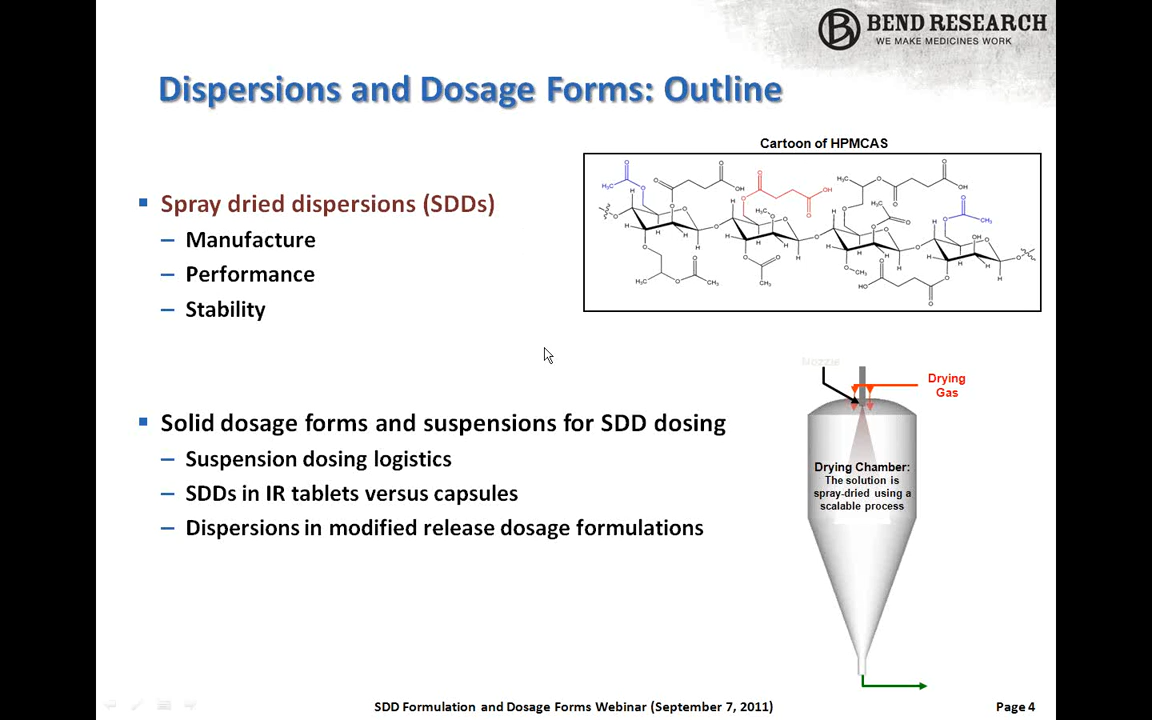 BEND RESEARCH
WE MAKE MEDICINES WORK
Dispersions and Dosage Forms: Outline
Cartoon of HPMCAS
Spray dried dispersions (SDDs)
– Manufacture
– Performance
– Stability
Solid dosage forms and suspensions for SDD dosing
– Suspension dosing logistics
– SDDs in IR tablets versus capsules
– Dispersions in modified release dosage formulations
Nozzle
Drying
Gas
Drying Chamber:
The solution is
spray-dried using a
scalable process
SDD Formulation and Dosage Forms Webinar (September 7, 2011)
Page 4